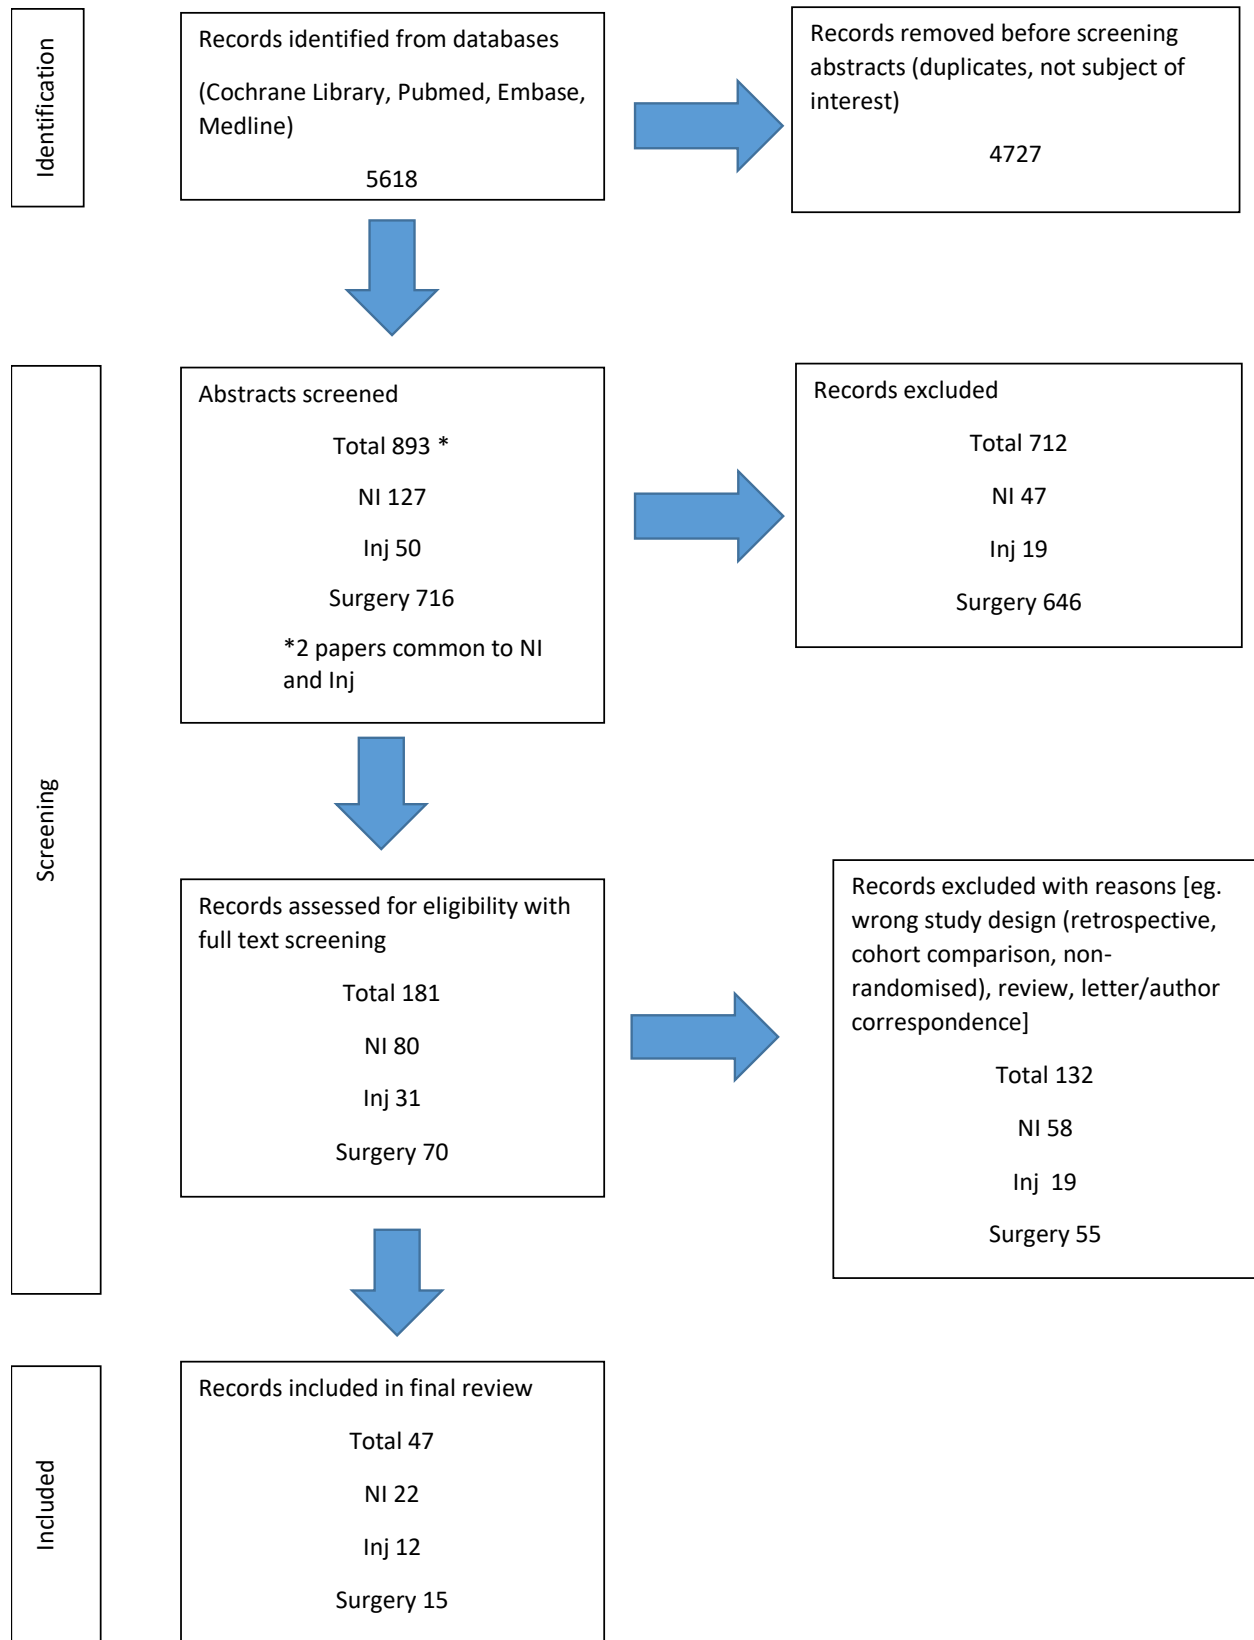 Identification
Records identified from databases
(Cochrane Library, Pubmed, Embase,
Medline)
5618
Records removed before screening
abstracts (duplicates, not subject of
interest)
4727
Screening
Abstracts screened
Total 893 *
NI 127
Inj 50
Surgery 716
*2 papers common to NI
and Inj
Records excluded
Total 712
NI 47
Inj 19
Surgery 646
Records assessed for eligibility with
full text screening
Total 181
NI 80
Inj 31
Surgery 70
Records excluded with reasons [eg.
wrong study design (retrospective,
cohort comparison, non-
randomised), review, letter/author
correspondence]
Total 132
NI 58
Inj  19
Surgery 55
Included
Records included in final review
Total 47
NI 22
Inj 12
Surgery 15